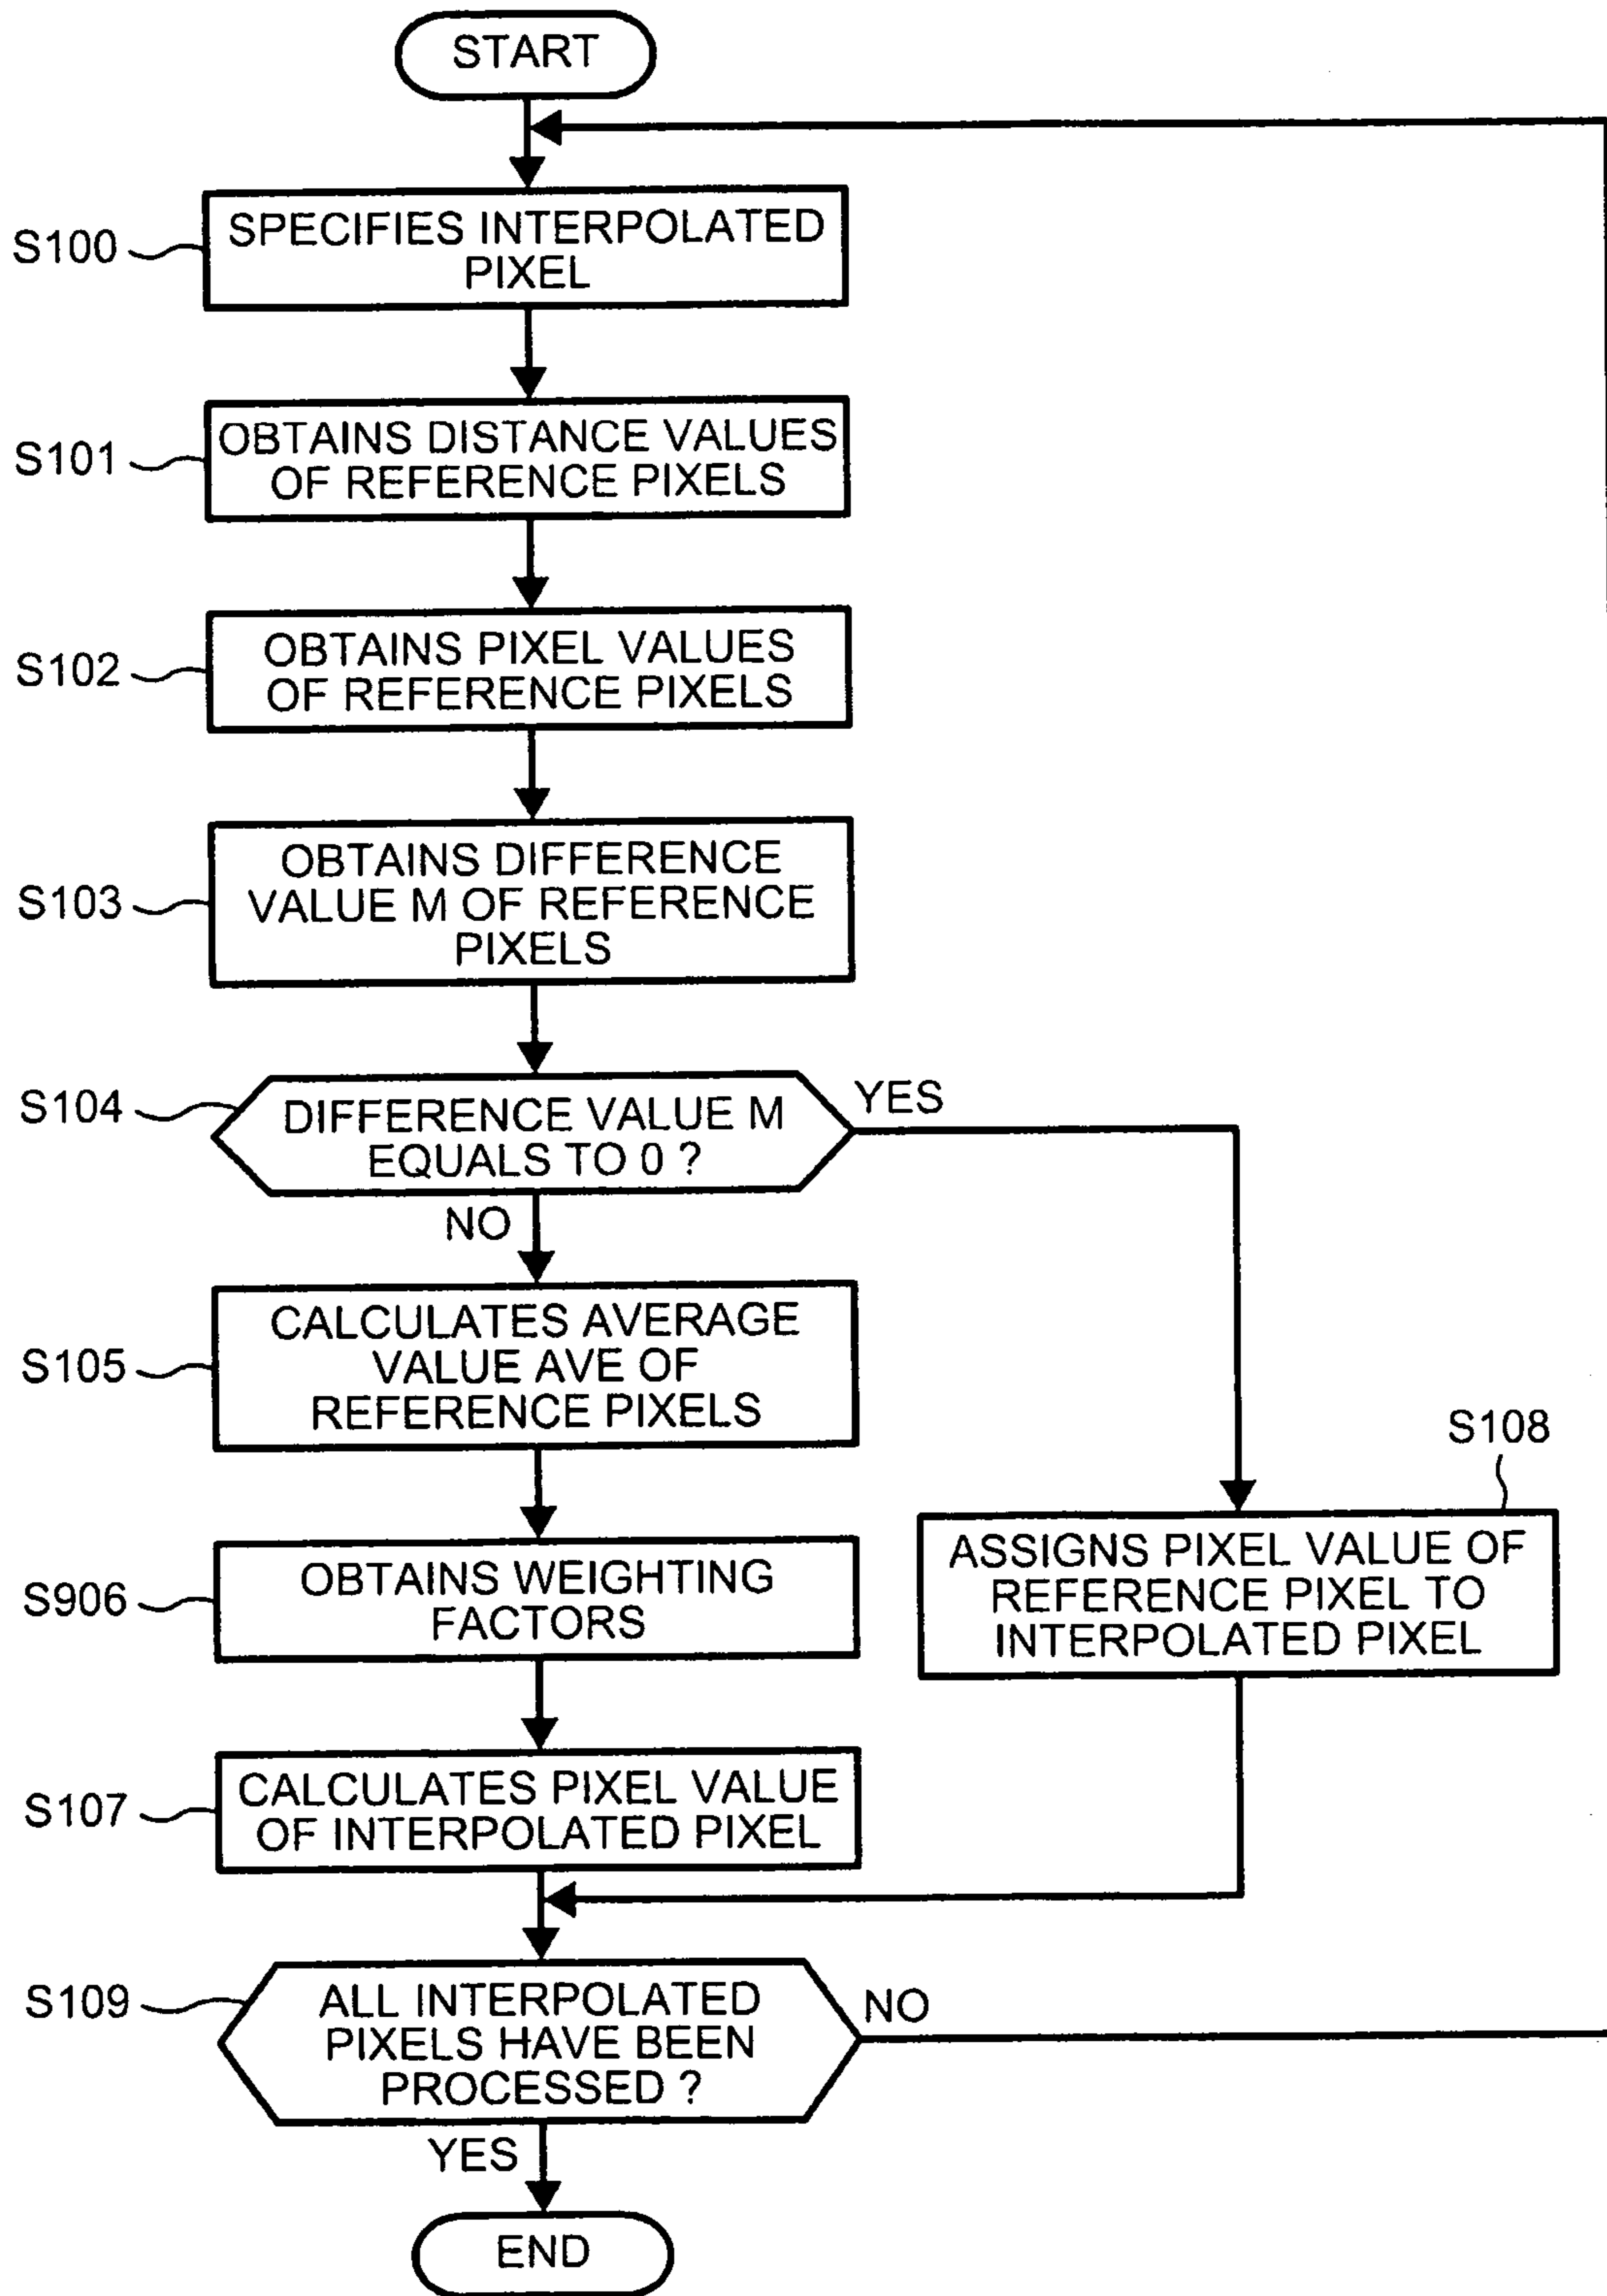 START
S100
SPECIFIES INTERPOLATED
PIXEL
S101
OBTAINS DISTANCE VALUES
OF REFERENCE PIXELS
S102
OBTAINS PIXEL VALUES
OF REFERENCE PIXELS
S103
OBTAINS DIFFERENCE
VALUE M OF REFERENCE
PIXELS
S104
DIFFERENCE VALUE M
EQUALS TO 0 ?
YES
NO
S105
CALCULATES AVERAGE
VALUE AVE OF
REFERENCE PIXELS
S108
ASSIGNS PIXEL VALUE OF
REFERENCE PIXEL TO
INTERPOLATED PIXEL
S906
OBTAINS WEIGHTING
FACTORS
S107
CALCULATES PIXEL VALUE
OF INTERPOLATED PIXEL
S109
ALL INTERPOLATED
PIXELS HAVE BEEN
PROCESSED ?
NO
YES
END